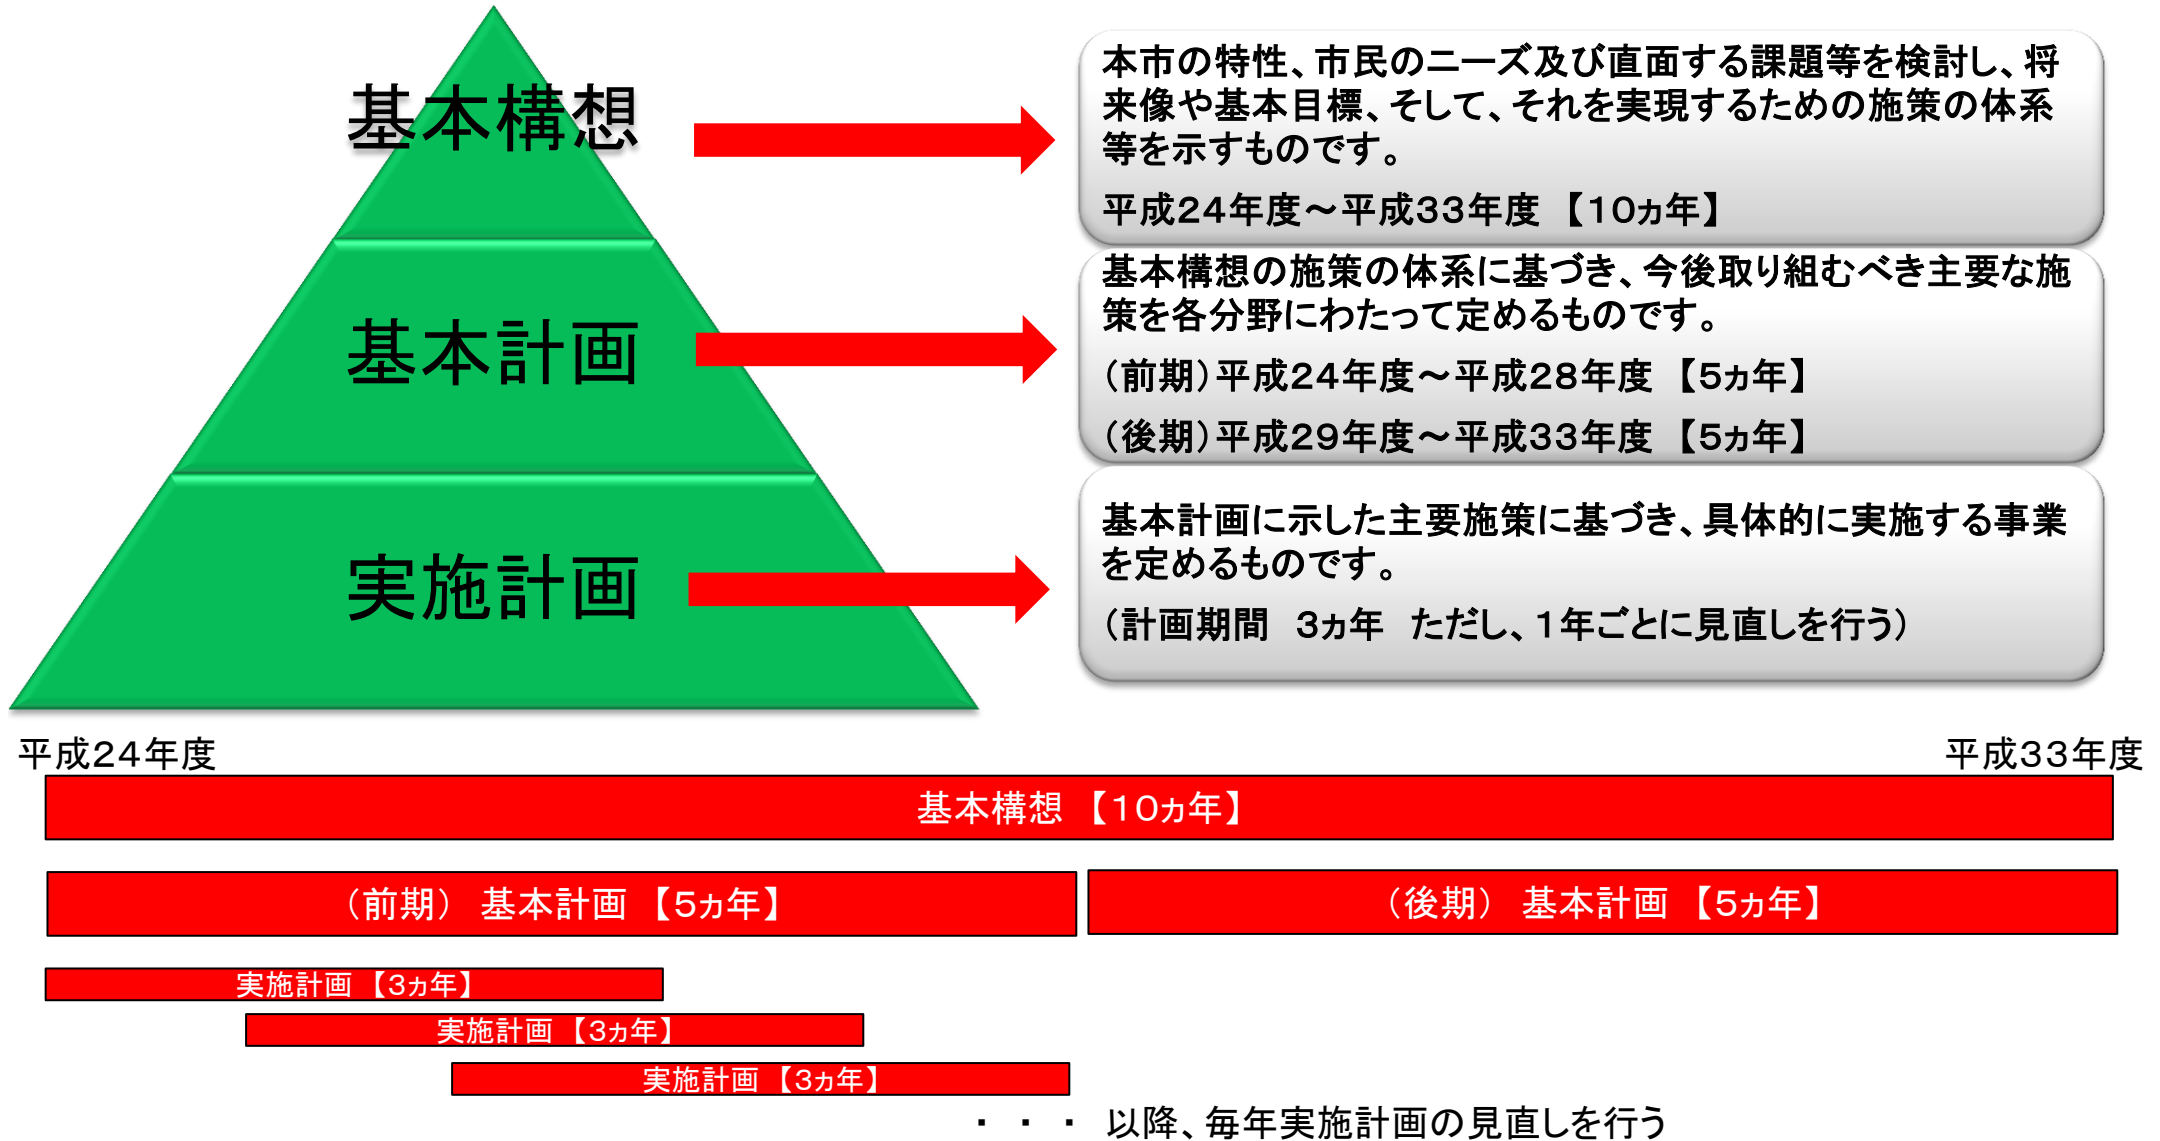 基本構想
本市の特性、市民のニーズ及び直面する課題等を検討し、将
来像や基本目標、そして、それを実現するための施策の体系
等を示すものです。
平成24年度～平成33年度 【10ヵ年】
基本計画
基本構想の施策の体系に基づき、今後取り組むべき主要な施
策を各分野にわたって定めるものです。
（前期）平成24年度～平成28年度 【5ヵ年】
（後期）平成29年度～平成33年度 【5ヵ年】
実施計画
基本計画に示した主要施策に基づき、具体的に実施する事業
を定めるものです。
（計画期間　3ヵ年　ただし、1年ごとに見直しを行う）
平成24年度
平成33年度
基本構想 【10ヵ年】
（前期） 基本計画 【5ヵ年】
（後期） 基本計画 【5ヵ年】
実施計画 【3ヵ年】
実施計画 【3ヵ年】
実施計画 【3ヵ年】
・ ・ ・ 以降、毎年実施計画の見直しを行う